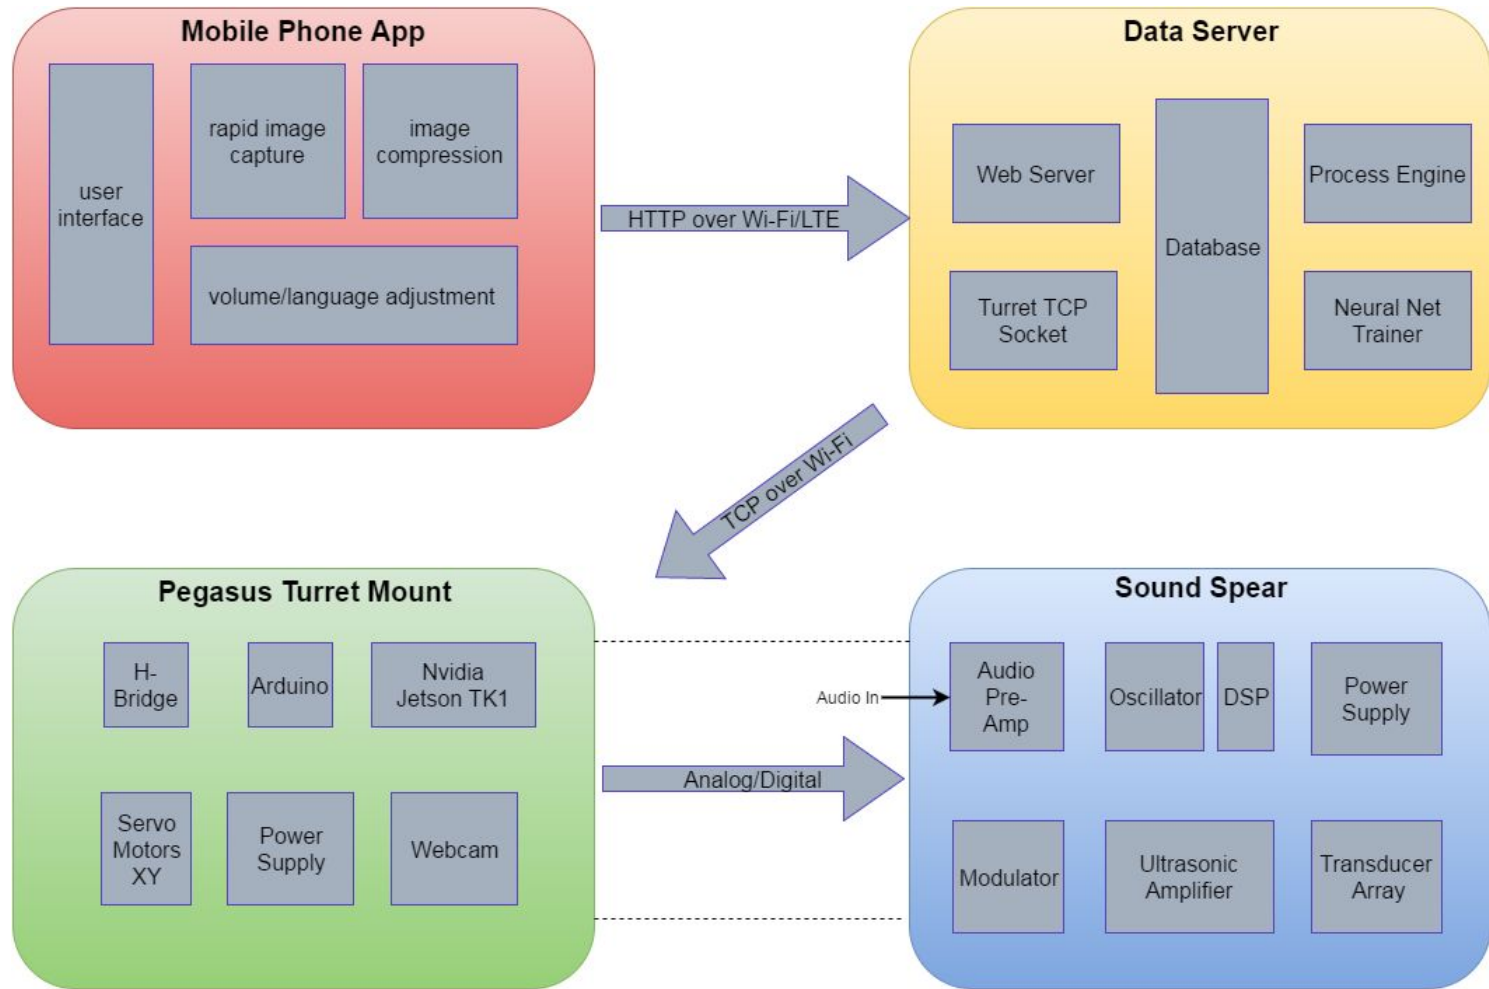 Mobile Phone App
user
interface
rapid image
capture
image
compression
volume/language adjustment
HTTP over Wi-Fi/LTE
Data Server
Web Server
Database
Process Engine
Turret TCP
Socket
Neural Net
Trainer
TCP over Wi-Fi
Pegasus Turret Mount
H-
Bridge
Arduino
Nvidia
Jetson TK1
Servo
Motors
XY
Power
Supply
Webcam
Analog/Digital
Sound Spear
Audio In
Audio
Pre-
Amp
Oscillator
DSP
Power
Supply
Modulator
Ultrasonic
Amplifier
Transducer
Array